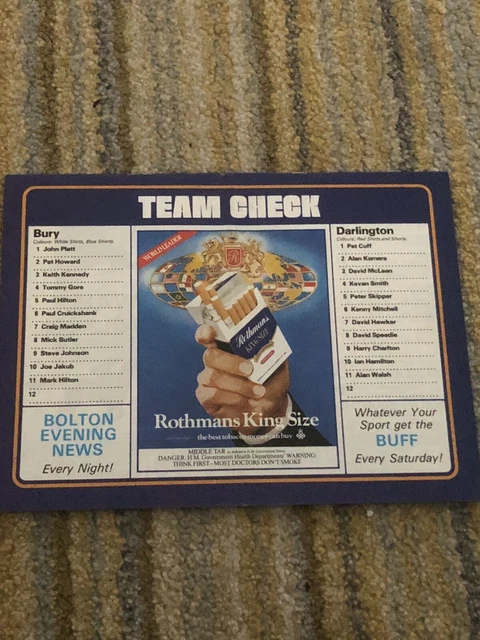 TEAM CHECK
Bury
Colours: White Shirts, Blue Shorts.
1 John Platt
2 Pat Howard
3 Keith Kennedy
4 Tommy Gore
5 Paul Hilton
6 Paul Cruickshank
7 Craig Madden
8 Mick Butler
9 Steve Johnson
10 Joe Jakub
11 Mark Hilton
12
BOLTON
EVENING
NEWS
Every Night!
WORLD LEADER
Rothmans
KING SIZE
Rothmans King Size
the best tobacco money can buy
MIDDLE TAR
DANGER: H.M. Government Health Departments' WARNING:
THINK FIRST - MOST DOCTORS DON'T SMOKE
Darlington
Colours: Red Shirts and Shorts.
1 Pat Cuff
2 Alan Kamara
3 David McLean
4 Kevan Smith
5 Peter Skipper
6 Kenny Mitchell
7 David Hawker
8 David Speedie
9 Harry Charlton
10 Ian Hamilton
11 Alan Walsh
12
Whatever Your
Sport get the
BUFF
Every Saturday!